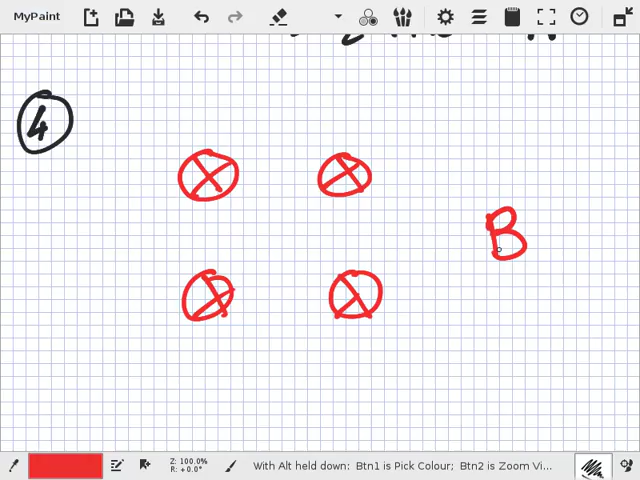 MyPaint
4
B
Z: 100.0%
R: +0.0°
With Alt held down: Btn1 is Pick Colour; Btn2 is Zoom Vi...